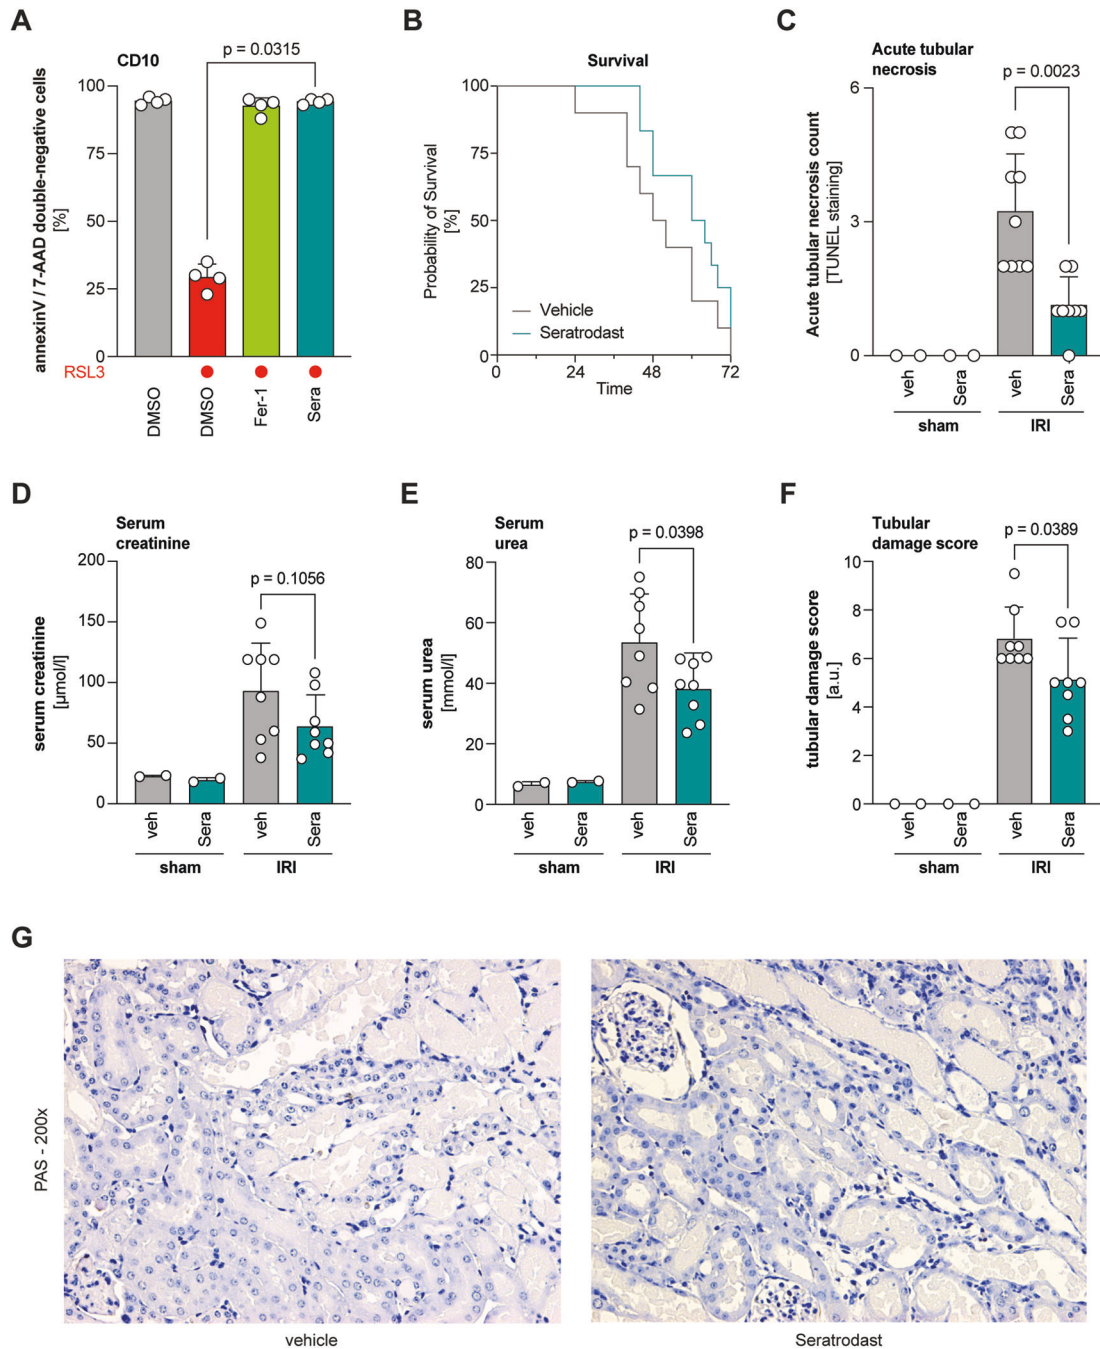 A
CD10
p = 0.0315
annexinV / 7-AAD double-negative cells
[%]
100
75
50
25
0
RSL3
DMSO
DMSO
Fer-1
Sera
B
Survival
Probability of Survival
[%]
100
75
50
25
0
Vehicle
Seratrodast
0
24
48
72
Time
C
Acute tubular
necrosis
p = 0.0023
Acute tubular necrosis count
[TUNEL staining]
6
3
0
veh
Sera
veh
Sera
sham
IRI
D
Serum
creatinine
p = 0.1056
serum creatinine
[µmol/l]
200
150
100
50
0
veh
Sera
veh
Sera
sham
IRI
E
Serum
urea
p = 0.0398
serum urea
[mmol/l]
80
60
40
20
0
veh
Sera
veh
Sera
sham
IRI
F
Tubular
damage score
p = 0.0389
tubular damage score
[a.u.]
10
8
6
4
2
0
veh
Sera
veh
Sera
sham
IRI
G
PAS - 200x
vehicle
Seratrodast